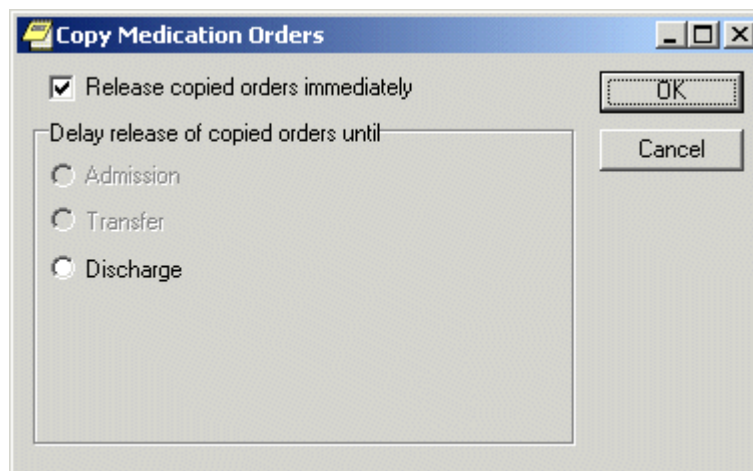 Copy Medication Orders
Release copied orders immediately
OK
Delay release of copied orders until
Cancel
Admission
Transfer
Discharge